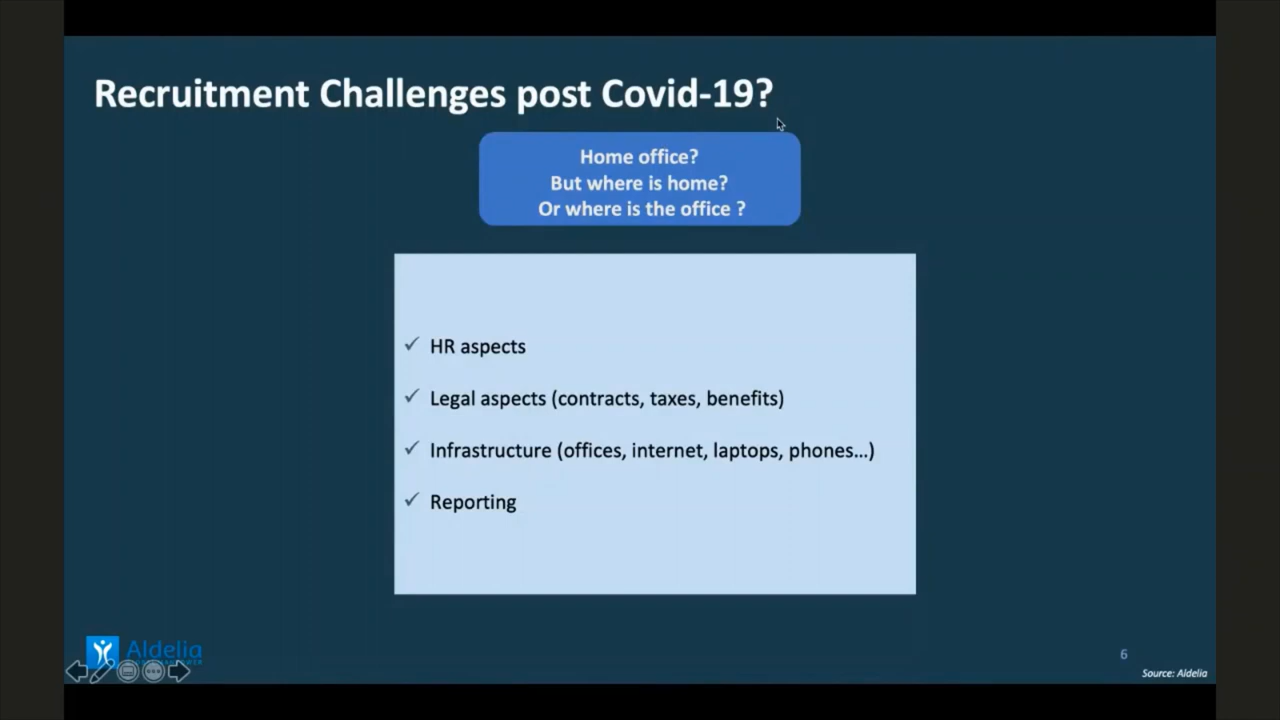 Recruitment Challenges post Covid-19?
Home office?
But where is home?
Or where is the office ?
✓ HR aspects
✓ Legal aspects (contracts, taxes, benefits)
✓ Infrastructure (offices, internet, laptops, phones...)
✓ Reporting
Aldelia
6
Source: Aldelia